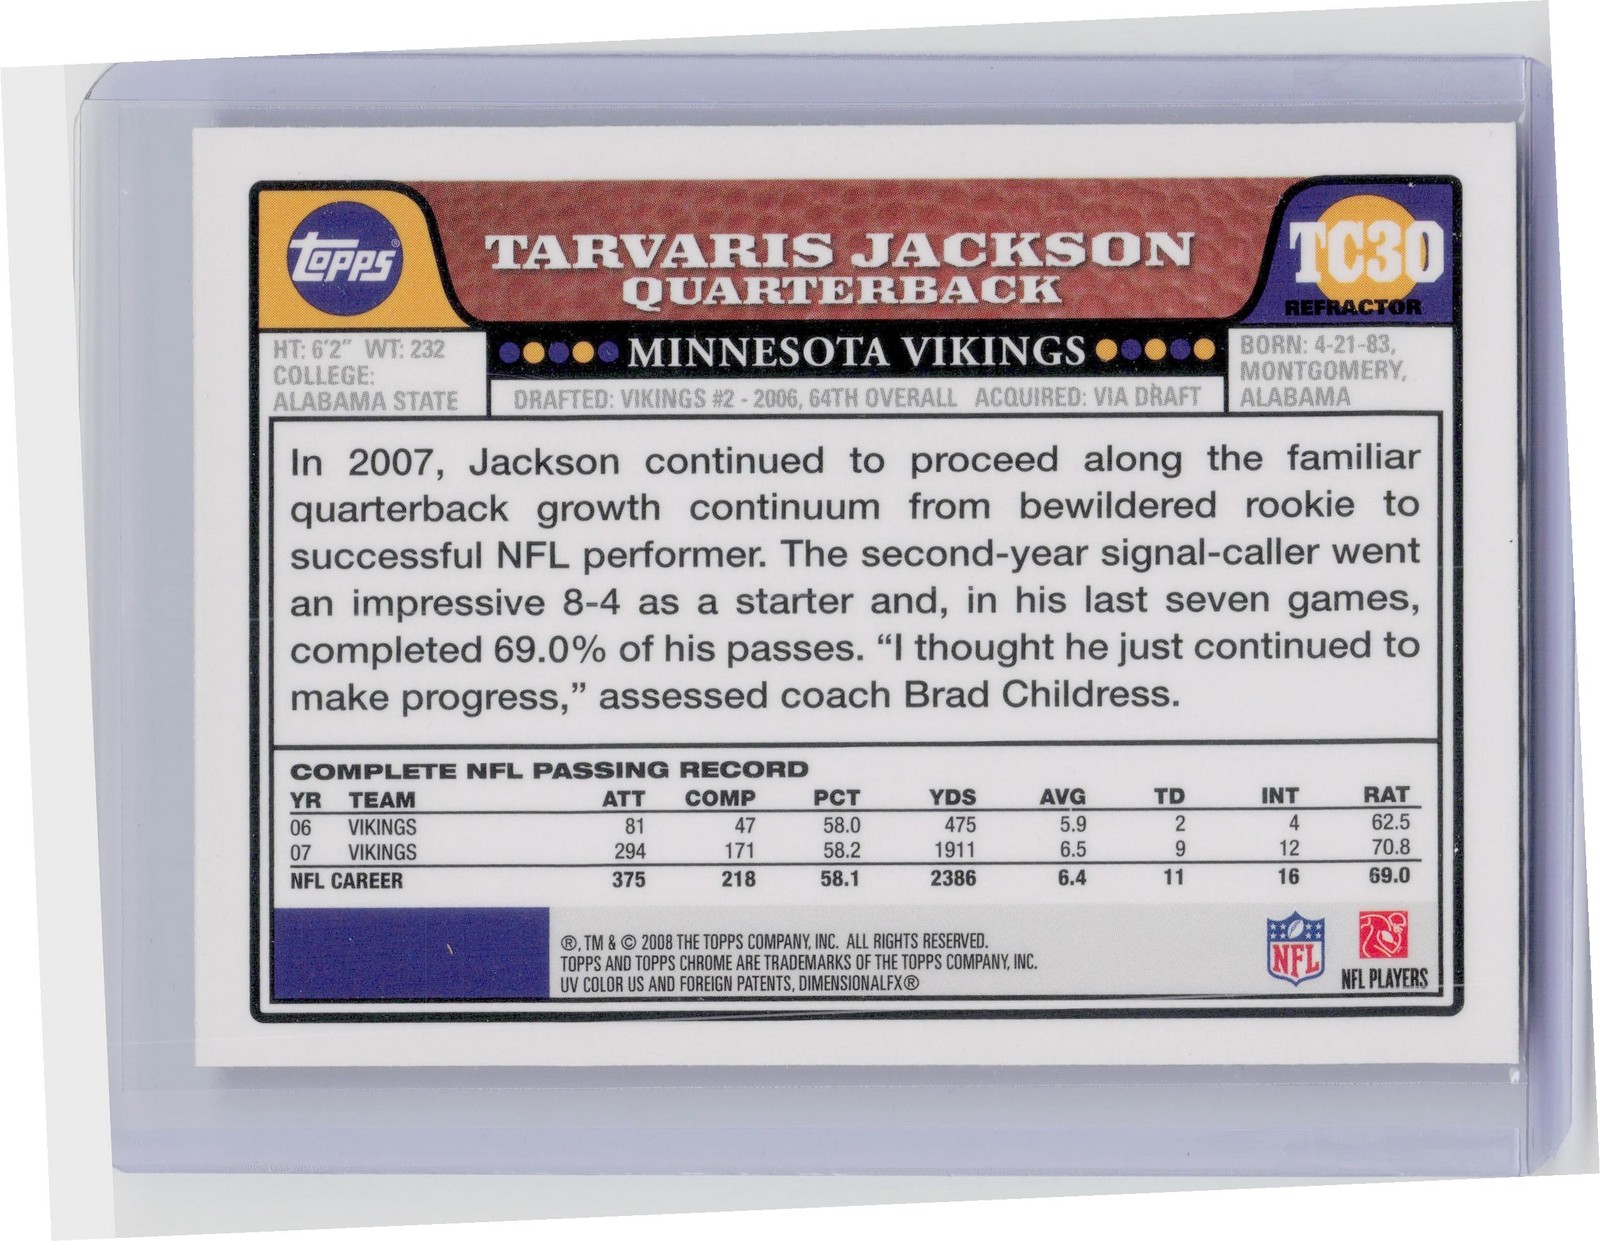 topps®
TARVARIS JACKSON
QUARTERBACK
TC30
REFRACTOR
HT: 6'2" WT: 232
COLLEGE:
ALABAMA STATE
MINNESOTA VIKINGS
DRAFTED: VIKINGS #2 - 2006, 64TH OVERALL ACQUIRED: VIA DRAFT
BORN: 4-21-83,
MONTGOMERY,
ALABAMA
In 2007, Jackson continued to proceed along the familiar
quarterback growth continuum from bewildered rookie to
successful NFL performer. The second-year signal-caller went
an impressive 8-4 as a starter and, in his last seven games,
completed 69.0% of his passes. “I thought he just continued to
make progress,” assessed coach Brad Childress.
COMPLETE NFL PASSING RECORD
YR TEAM ATT COMP PCT YDS AVG TD INT RAT
06 VIKINGS 81 47 58.0 475 5.9 2 4 62.5
07 VIKINGS 294 171 58.2 1911 6.5 9 12 70.8
NFL CAREER 375 218 58.1 2386 6.4 11 16 69.0
®, TM & © 2008 THE TOPPS COMPANY, INC. ALL RIGHTS RESERVED.
TOPPS AND TOPPS CHROME ARE TRADEMARKS OF THE TOPPS COMPANY, INC.
UV COLOR US AND FOREIGN PATENTS, DIMENSIONALFX®
NFL
NFL PLAYERS